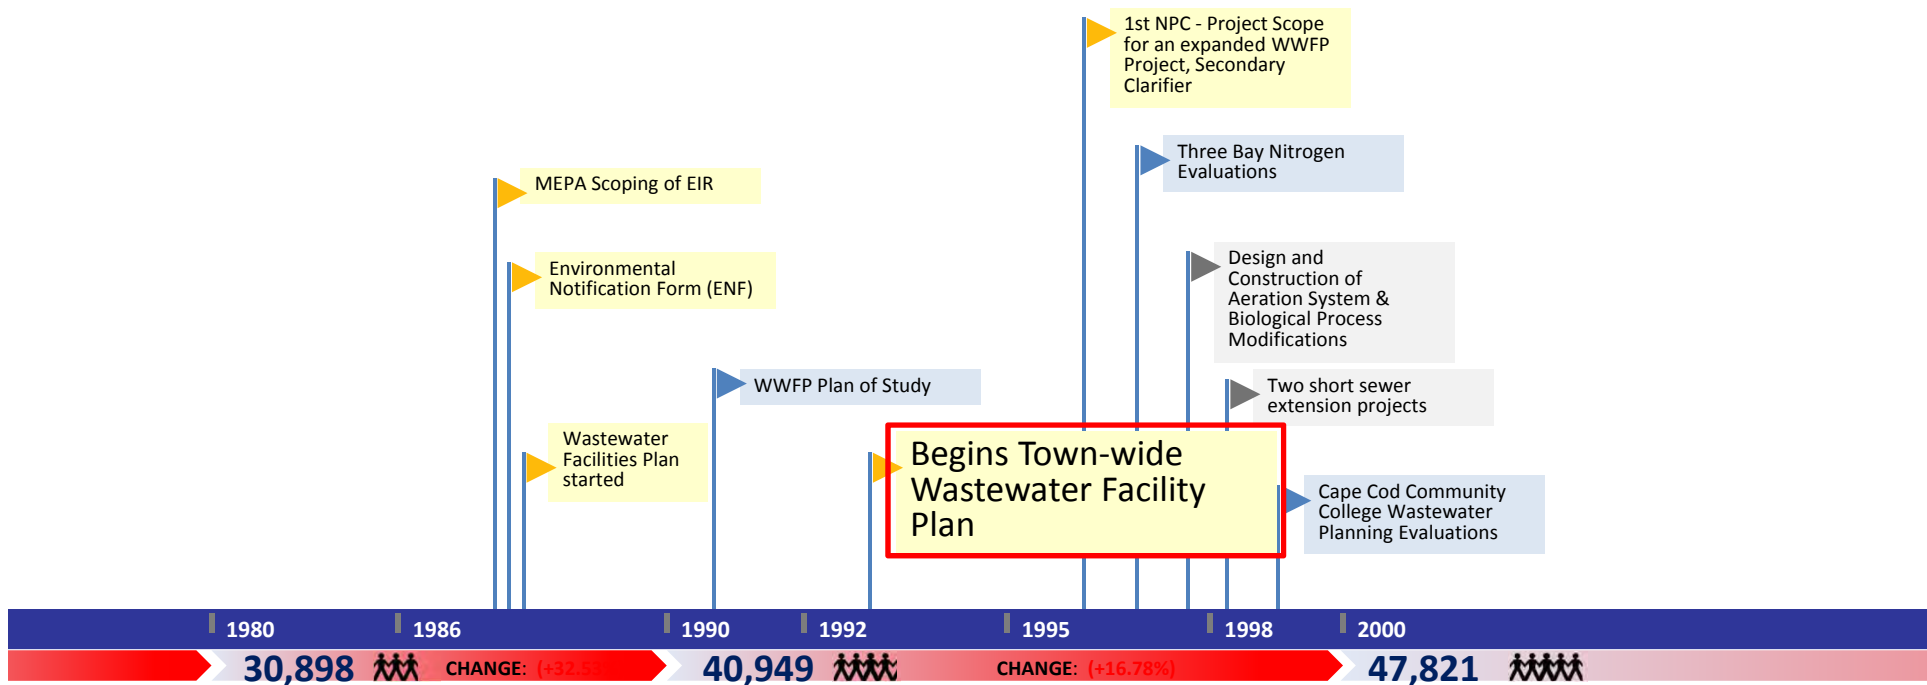 1st NPC - Project Scope
for an expanded WWFP
Project, Secondary
Clarifier
Three Bay Nitrogen
Evaluations
MEPA Scoping of EIR
Environmental
Notification Form (ENF)
Design and
Construction of
Aeration System &
Biological Process
Modifications
WWFP Plan of Study
Two short sewer
extension projects
Wastewater
Facilities Plan
started
Begins Town-wide
Wastewater Facility
Plan
Cape Cod Community
College Wastewater
Planning Evaluations
1980 1986 1990 1992 1995 1998 2000
30,898 CHANGE: 40,949 CHANGE: (+16.78%) 47,821